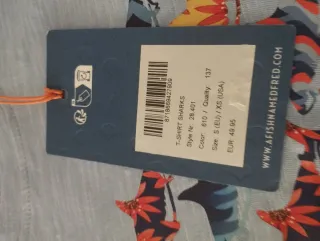 T-SHIRT SHARKS
Style Nr. 28.401
Color: 610 / Quality: 137
Size: S (EU) / XS (USA)
EUR: 49.95
WWW.AFISHNAMEDFRED.COM